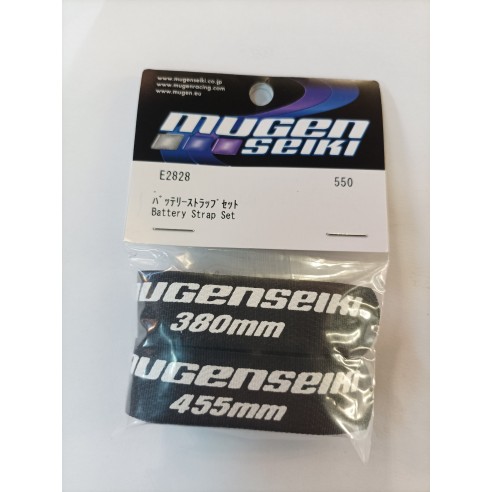 www.mugenseiki.co.jp
www.mugenracing.com
www.mugen.eu
MUGEN
SEIKI
E2828
550
バッテリーストラップセット
Battery Strap Set
MUGENSEIKI
380mm
MUGENSEIKI
455mm